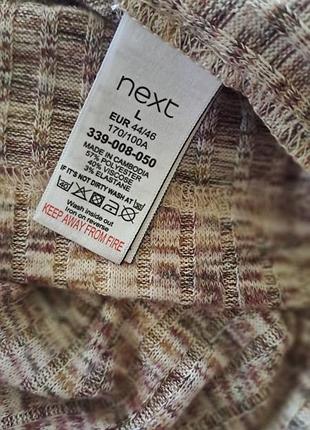 next
L
EUR 44/46
170/100A
339-008-050
MADE IN CAMBODIA
57% POLYESTER
40% VISCOSE
3% ELASTANE
IF IT'S NOT DIRTY WASH AT 30
Wash inside out
Iron on reverse
KEEP AWAY FROM FIRE